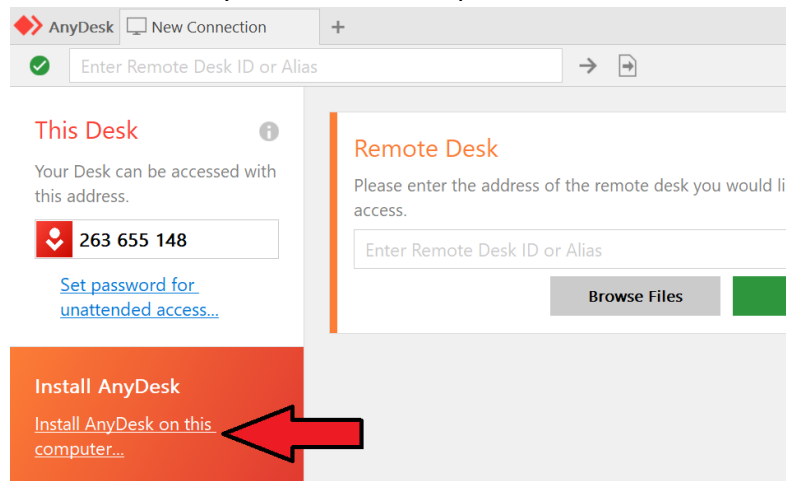 AnyDesk
New Connection
+
Enter Remote Desk ID or Alias
This Desk
Your Desk can be accessed with
this address.
263 655 148
Set password for
unattended access...
Install AnyDesk
Install AnyDesk on this
computer...
Remote Desk
Please enter the address of the remote desk you would li
access.
Enter Remote Desk ID or Alias
Browse Files